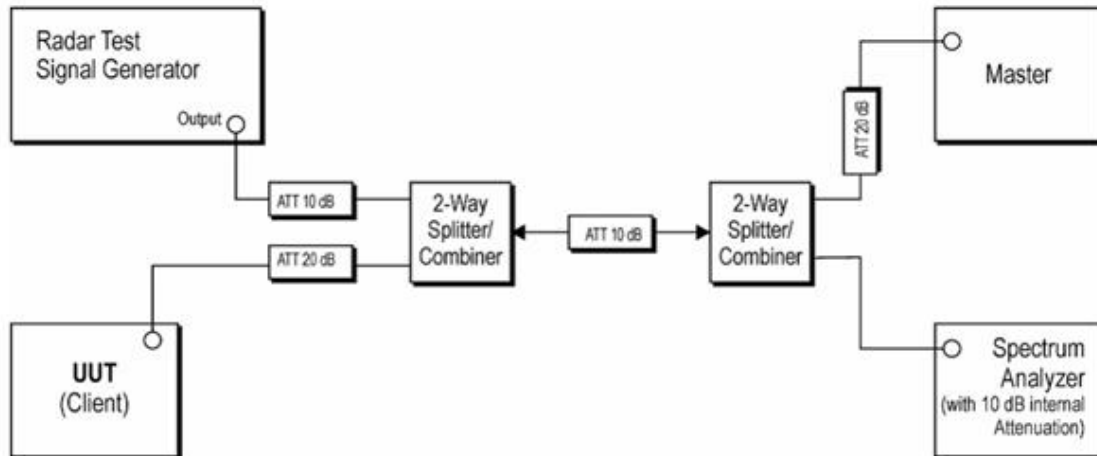 Radar Test
Signal Generator
Output
Master
ATT 20 dB
ATT 10 dB
2-Way
Splitter/
Combiner
ATT 10 dB
2-Way
Splitter/
Combiner
ATT 20 dB
UUT
(Client)
Spectrum
Analyzer
(with 10 dB internal
Attenuation)